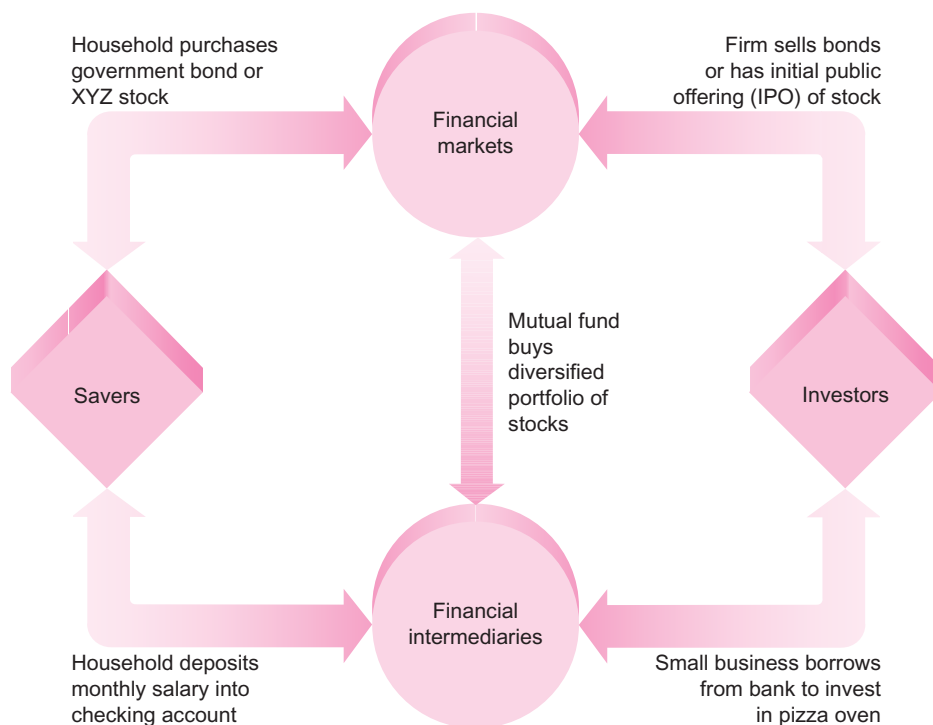 Household purchases
government bond or
XYZ stock
Firm sells bonds
or has initial public
offering (IPO) of stock
Financial
markets
Mutual fund
buys
diversified
portfolio of
stocks
Savers
Investors
Financial
intermediaries
Household deposits
monthly salary into
checking account
Small business borrows
from bank to invest
in pizza oven